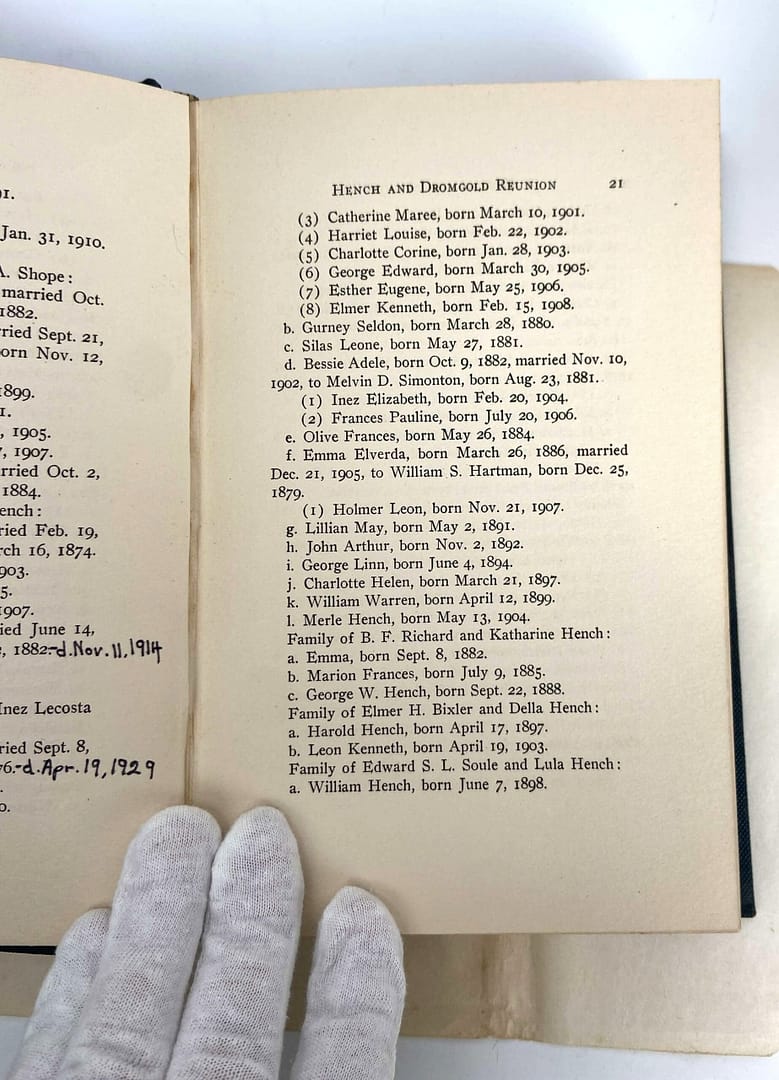 91.
Jan. 31, 1910.
A. Shope:
married Oct.
1882.
ried Sept. 21,
orn Nov. 12,
1899.
1.
, 1905.
7, 1907.
rried Oct. 2,
1884.
ench:
ried Feb. 19,
rch 16, 1874.
903.
5.
1907.
ied June 14,
, 1882-d. Nov. 11, 1914
Inez Lecosta
ried Sept. 8,
76.-d. Apr. 19, 1929
.
0.
HENCH AND DROMGOLD REUNION 21
(3) Catherine Maree, born March 10, 1901.
(4) Harriet Louise, born Feb. 22, 1902.
(5) Charlotte Corine, born Jan. 28, 1903.
(6) George Edward, born March 30, 1905.
(7) Esther Eugene, born May 25, 1906.
(8) Elmer Kenneth, born Feb. 15, 1908.
b. Gurney Seldon, born March 28, 1880.
c. Silas Leone, born May 27, 1881.
d. Bessie Adele, born Oct. 9, 1882, married Nov. 10,
1902, to Melvin D. Simonton, born Aug. 23, 1881.
(1) Inez Elizabeth, born Feb. 20, 1904.
(2) Frances Pauline, born July 20, 1906.
e. Olive Frances, born May 26, 1884.
f. Emma Elverda, born March 26, 1886, married
Dec. 21, 1905, to William S. Hartman, born Dec. 25,
1879.
(1) Holmer Leon, born Nov. 21, 1907.
g. Lillian May, born May 2, 1891.
h. John Arthur, born Nov. 2, 1892.
i. George Linn, born June 4, 1894.
j. Charlotte Helen, born March 21, 1897.
k. William Warren, born April 12, 1899.
l. Merle Hench, born May 13, 1904.
Family of B. F. Richard and Katharine Hench:
a. Emma, born Sept. 8, 1882.
b. Marion Frances, born July 9, 1885.
c. George W. Hench, born Sept. 22, 1888.
Family of Elmer H. Bixler and Della Hench:
a. Harold Hench, born April 17, 1897.
b. Leon Kenneth, born April 19, 1903.
Family of Edward S. L. Soule and Lula Hench:
a. William Hench, born June 7, 1898.